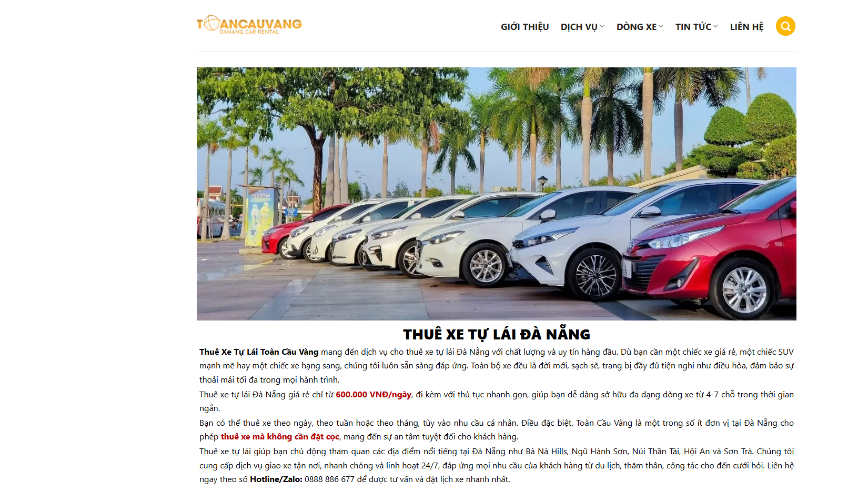 TOANCAUVANG
DANANG CAR RENTAL
GIỚI THIỆU DỊCH VỤ DÒNG XE TIN TỨC LIÊN HỆ
THUÊ XE TỰ LÁI ĐÀ NẴNG
Thuê Xe Tự Lái Toàn Cầu Vàng mang đến dịch vụ cho thuê xe tự lái Đà Nẵng với chất lượng và uy tín hàng đầu. Dù bạn cần một chiếc xe giá rẻ, một chiếc SUV
mạnh mẽ hay một chiếc xe hạng sang, chúng tôi luôn sẵn sàng đáp ứng. Toàn bộ xe đều là đời mới, sạch sẽ, trang bị đầy đủ tiện nghi như điều hòa, đảm bảo sự
thoải mái tối đa trong mọi hành trình.
Thuê xe tự lái Đà Nẵng giá rẻ chỉ từ 600.000 VNĐ/ngày, đi kèm với thủ tục nhanh gọn, giúp bạn dễ dàng sở hữu đa dạng dòng xe từ 4-7 chỗ trong thời gian
ngắn.
Bạn có thể thuê xe theo ngày, theo tuần hoặc theo tháng, tùy vào nhu cầu cá nhân. Điều đặc biệt, Toàn Cầu Vàng là một trong số ít đơn vị tại Đà Nẵng cho
phép thuê xe mà không cần đặt cọc, mang đến sự an tâm tuyệt đối cho khách hàng.
Thuê xe tự lái giúp bạn chủ động tham quan các địa điểm nổi tiếng tại Đà Nẵng như Bà Nà Hills, Ngũ Hành Sơn, Núi Thần Tài, Hội An và Sơn Trà. Chúng tôi
cung cấp dịch vụ giao xe tận nơi, nhanh chóng và linh hoạt 24/7, đáp ứng mọi nhu cầu của khách hàng từ du lịch, thăm thân, công tác cho đến cưới hỏi. Liên hệ
ngay theo số Hotline/Zalo: 0888 886 677 để được tư vấn và đặt lịch xe nhanh nhất.